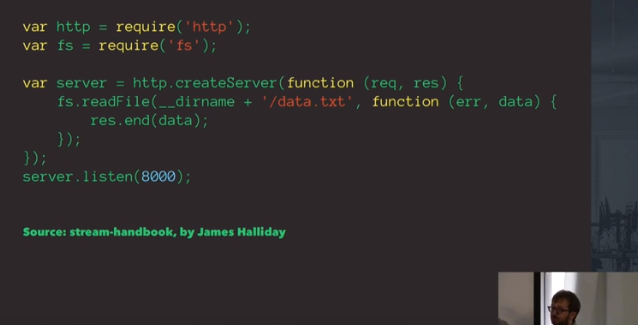 var http = require('http');
var fs = require('fs');
var server = http.createServer(function (req, res) {
    fs.readFile(__dirname + '/data.txt', function (err, data) {
        res.end(data);
    });
});
server.listen(8000);
Source: stream-handbook, by James Halliday